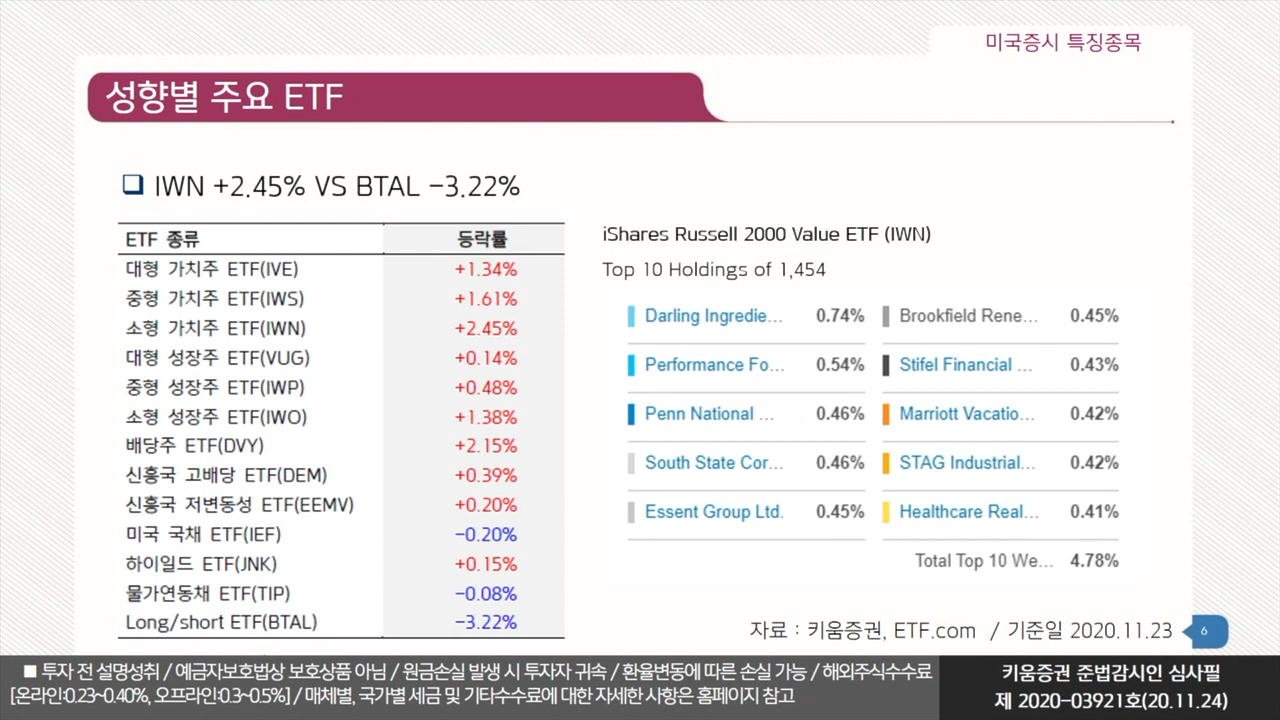 미국증시 특징종목
성향별 주요 ETF
❑ IWN +2.45% VS BTAL −3.22%
ETF 종류 등락률
대형 가치주 ETF(IVE) +1.34%
중형 가치주 ETF(IWS) +1.61%
소형 가치주 ETF(IWN) +2.45%
대형 성장주 ETF(VUG) +0.14%
중형 성장주 ETF(IWP) +0.48%
소형 성장주 ETF(IWO) +1.38%
배당주 ETF(DVY) +2.15%
신흥국 고배당 ETF(DEM) +0.39%
신흥국 저변동성 ETF(EEMV) +0.20%
미국 국채 ETF(IEF) −0.20%
하이일드 ETF(JNK) +0.15%
물가연동채 ETF(TIP) −0.08%
Long/short ETF(BTAL) −3.22%
iShares Russell 2000 Value ETF (IWN)
Top 10 Holdings of 1,454
Darling Ingredie... 0.74% Brookfield Rene... 0.45%
Performance Fo... 0.54% Stifel Financial ... 0.43%
Penn National ... 0.46% Marriott Vacatio... 0.42%
South State Cor... 0.46% STAG Industrial... 0.42%
Essent Group Ltd. 0.45% Healthcare Real... 0.41%
Total Top 10 We... 4.78%
자료 : 키움증권, ETF.com / 기준일 2020.11.23
6
■ 투자 전 설명성취 / 예금자보호법상 보호상품 아님 / 원금손실 발생 시 투자자 귀속 / 환율변동에 따른 손실 가능 / 해외주식수수료
[온라인:0.23~0.40%, 오프라인:0.3~0.5%] / 매체별, 국가별 세금 및 기타수수료에 대한 자세한 사항은 홈페이지 참고
키움증권 준법감시인 심사필
제 2020-03921호(20.11.24)